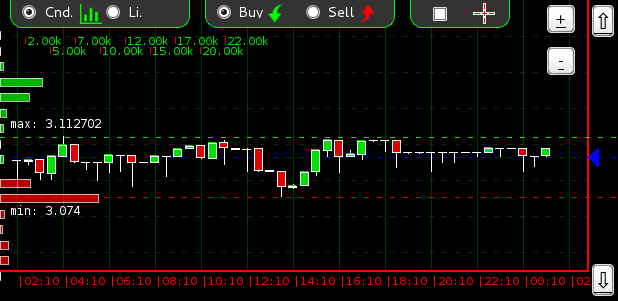 Cnd. Li. Buv Sell
+
2.00k 7.00k 12.00k 17.00k 22.00k
5.00k 10.00k 15.00k 20.00k
-
max: 3.112702
min: 3.074
|02:10 |04:10 |06:10 |08:10 |10:10 |12:10 |14:10 |16:10 |18:10 |20:10 |22:10 |00:10 |02